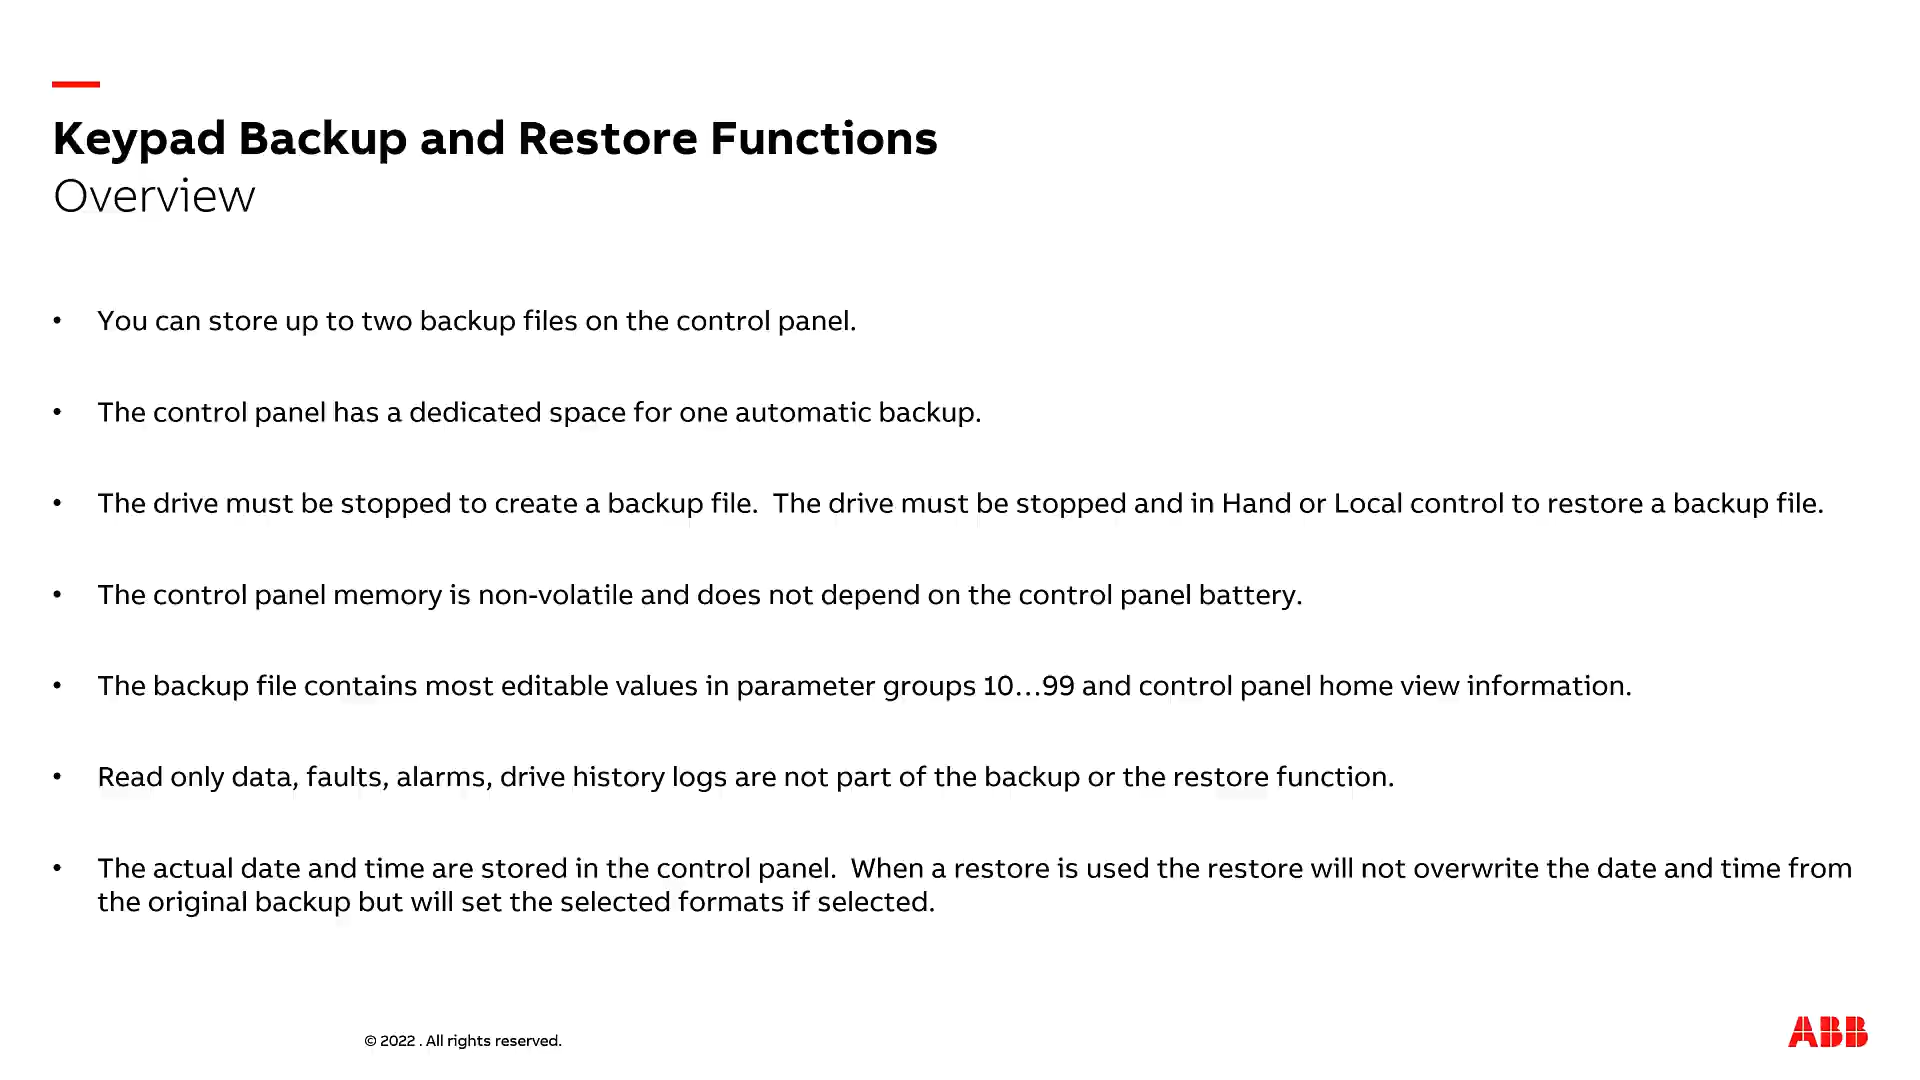 Keypad Backup and Restore Functions
Overview
• You can store up to two backup files on the control panel.
• The control panel has a dedicated space for one automatic backup.
• The drive must be stopped to create a backup file.  The drive must be stopped and in Hand or Local control to restore a backup file.
• The control panel memory is non-volatile and does not depend on the control panel battery.
• The backup file contains most editable values in parameter groups 10…99 and control panel home view information.
• Read only data, faults, alarms, drive history logs are not part of the backup or the restore function.
• The actual date and time are stored in the control panel.  When a restore is used the restore will not overwrite the date and time from
the original backup but will set the selected formats if selected.
© 2022 . All rights reserved.
ABB